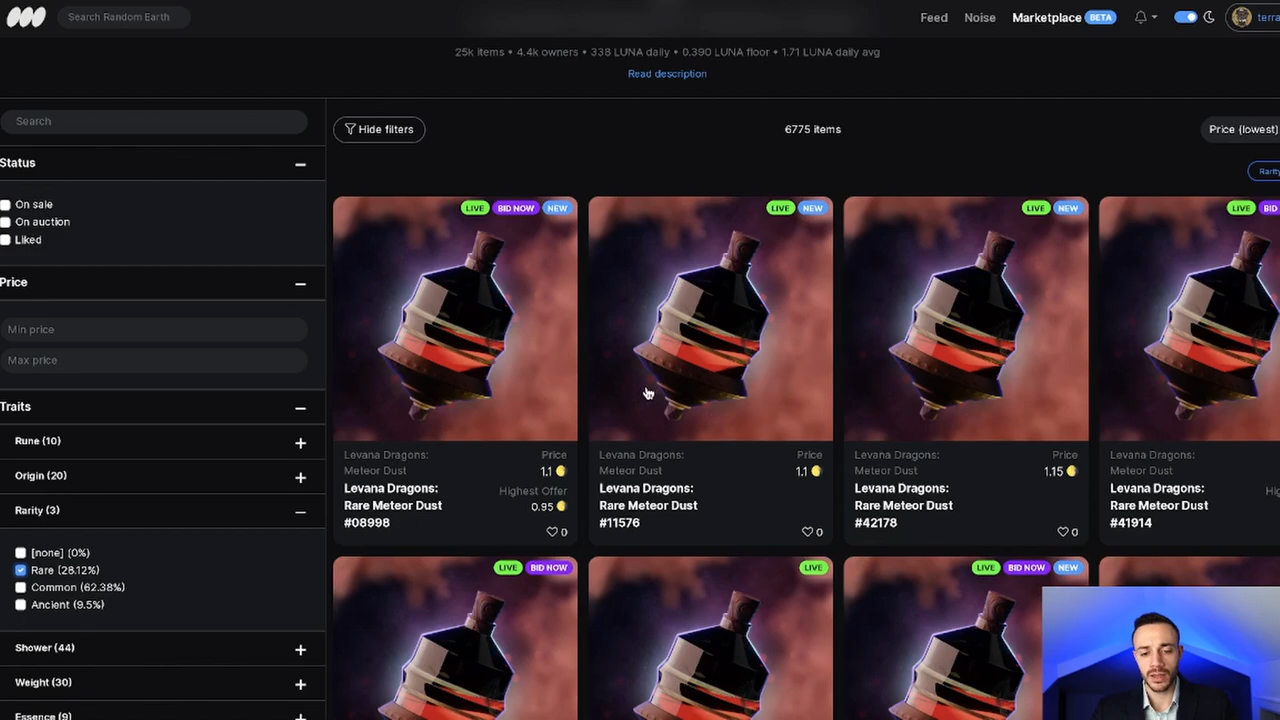 Search Random Earth
Feed
Noise
Marketplace BETA
terra
25k items • 4.4k owners • 338 LUNA daily • 0.390 LUNA floor • 1.71 LUNA daily avg
Read description
Search
Hide filters
6775 items
Price (lowest)
Status
Rarity
On sale
On auction
Liked
LIVE BID NOW NEW
LIVE NEW
LIVE NEW
LIVE BID
Price
Min price
Max price
Traits
Rune (10)
Origin (20)
Rarity (3)
[none] (0%)
Rare (28.12%)
Common (62.38%)
Ancient (9.5%)
Shower (44)
Weight (30)
Essence (9)
Levana Dragons:
Meteor Dust
Price
1.1
Levana Dragons:
Rare Meteor Dust
#08998
Highest Offer
0.95
0
Levana Dragons:
Meteor Dust
Price
1.1
Levana Dragons:
Rare Meteor Dust
#11576
0
Levana Dragons:
Meteor Dust
Price
1.15
Levana Dragons:
Rare Meteor Dust
#42178
0
Levana Dragons:
Meteor Dust
Levana Dragons:
Rare Meteor Dust
#41914
LIVE BID NOW
LIVE
LIVE BID NOW NEW